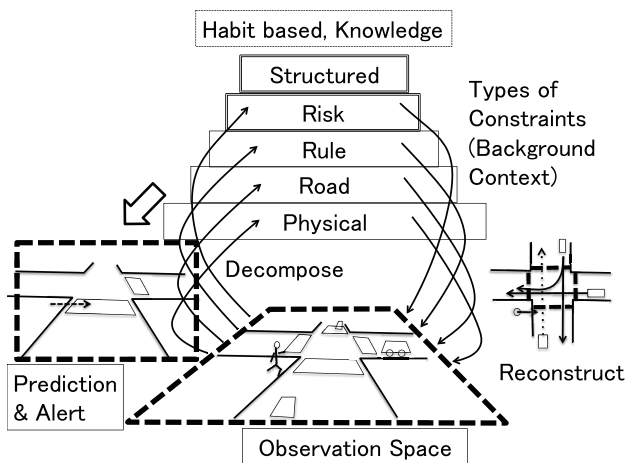 Habit based, Knowledge
Structured
Risk
Rule
Road
Physical
Types of
Constraints
(Background
Context)
Decompose
Reconstruct
Prediction
& Alert
Observation Space